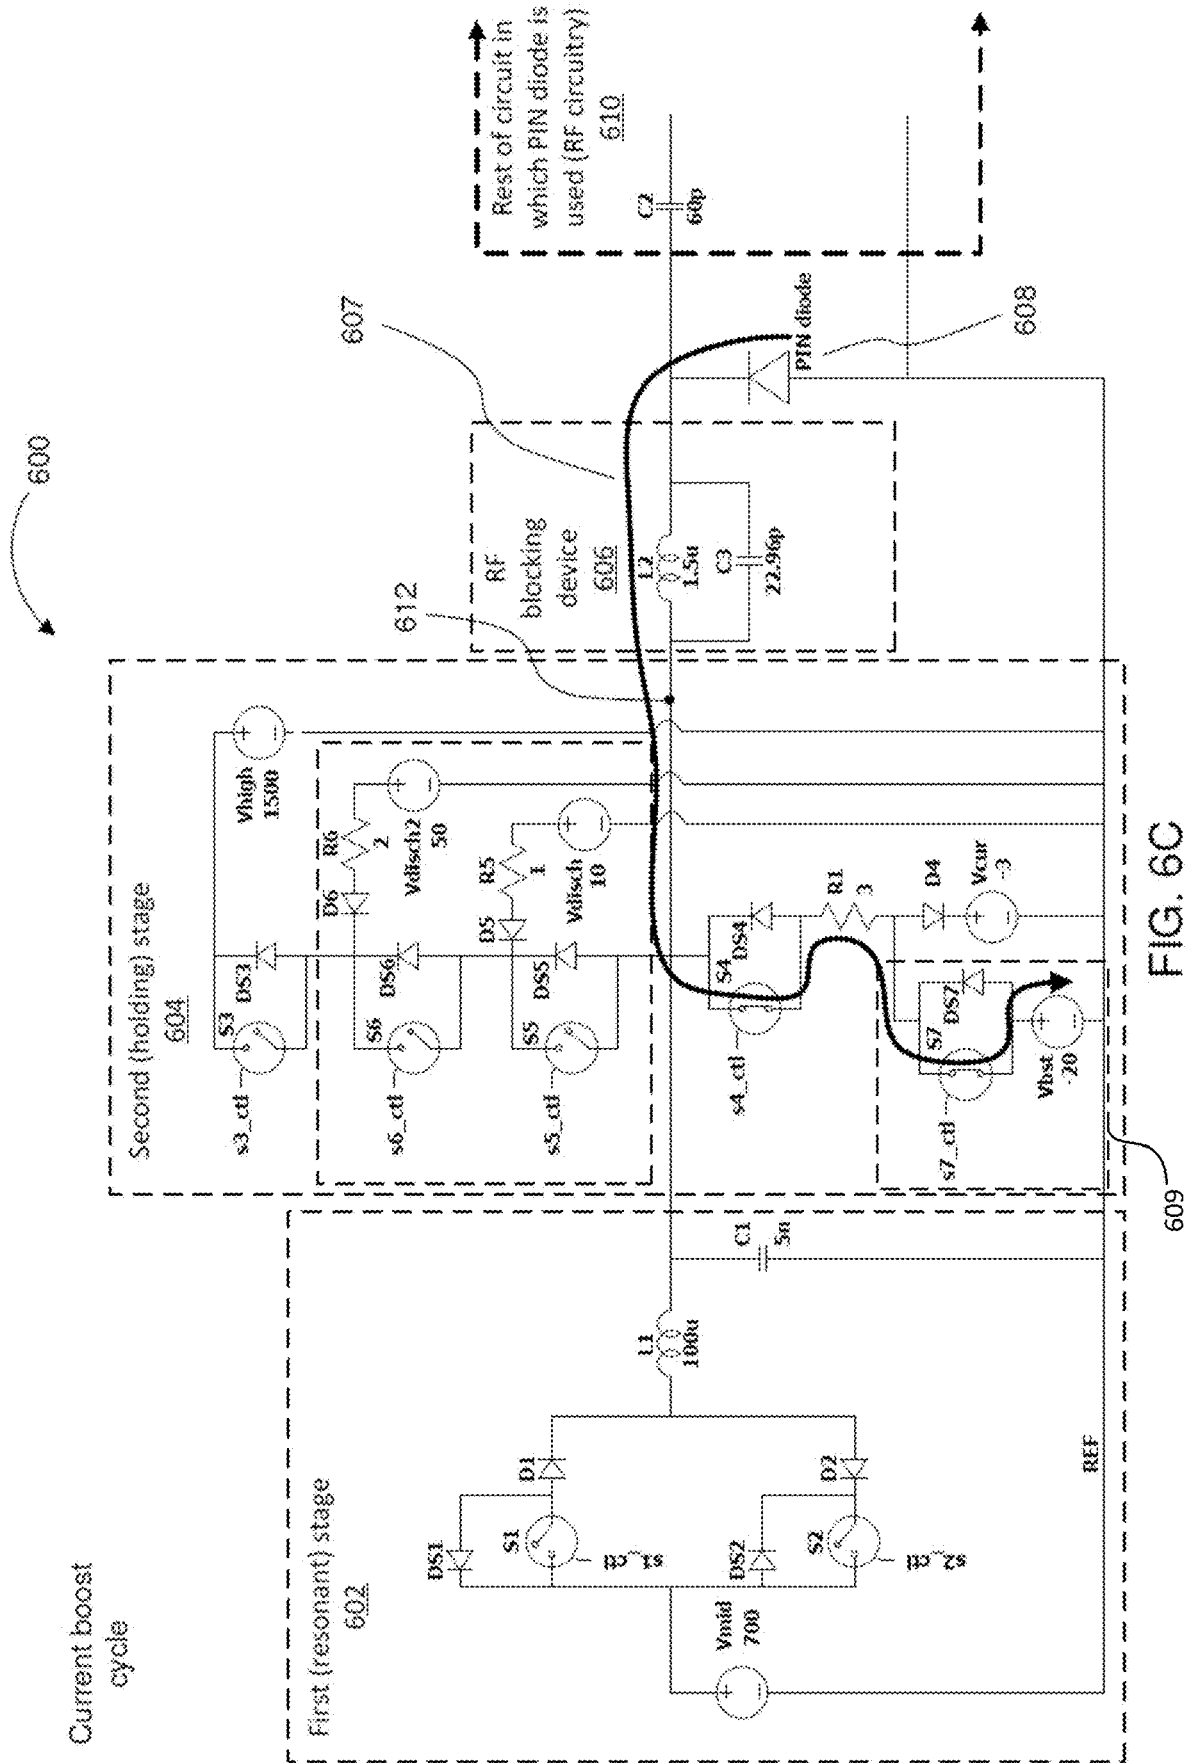 Current boost
cycle
600
First (resonant) stage
602
Vmid
700
DS1
S1
s1_ctl
D1
DS2
S2
s2_ctl
D2
L1
100u
C1
5n
REF
Second (holding) stage
604
s3_ctl
S3
DS3
Vhigh
1500
s6_ctl
S6
DS6
D6
R6
2
Vdisch2
50
s5_ctl
S5
DS5
D5
R5
1
Vdisch
10
s4_ctl
S4
DS4
R1
3
D4
Vcur
-3
s7_ctl
S7
DS7
Vbst
-20
609
612
RF
blocking
device
606
L2
1.5u
C3
22.96p
607
PIN diode
608
Rest of circuit in
which PIN diode is
used (RF circuitry)
610
C2
60p
FIG. 6C